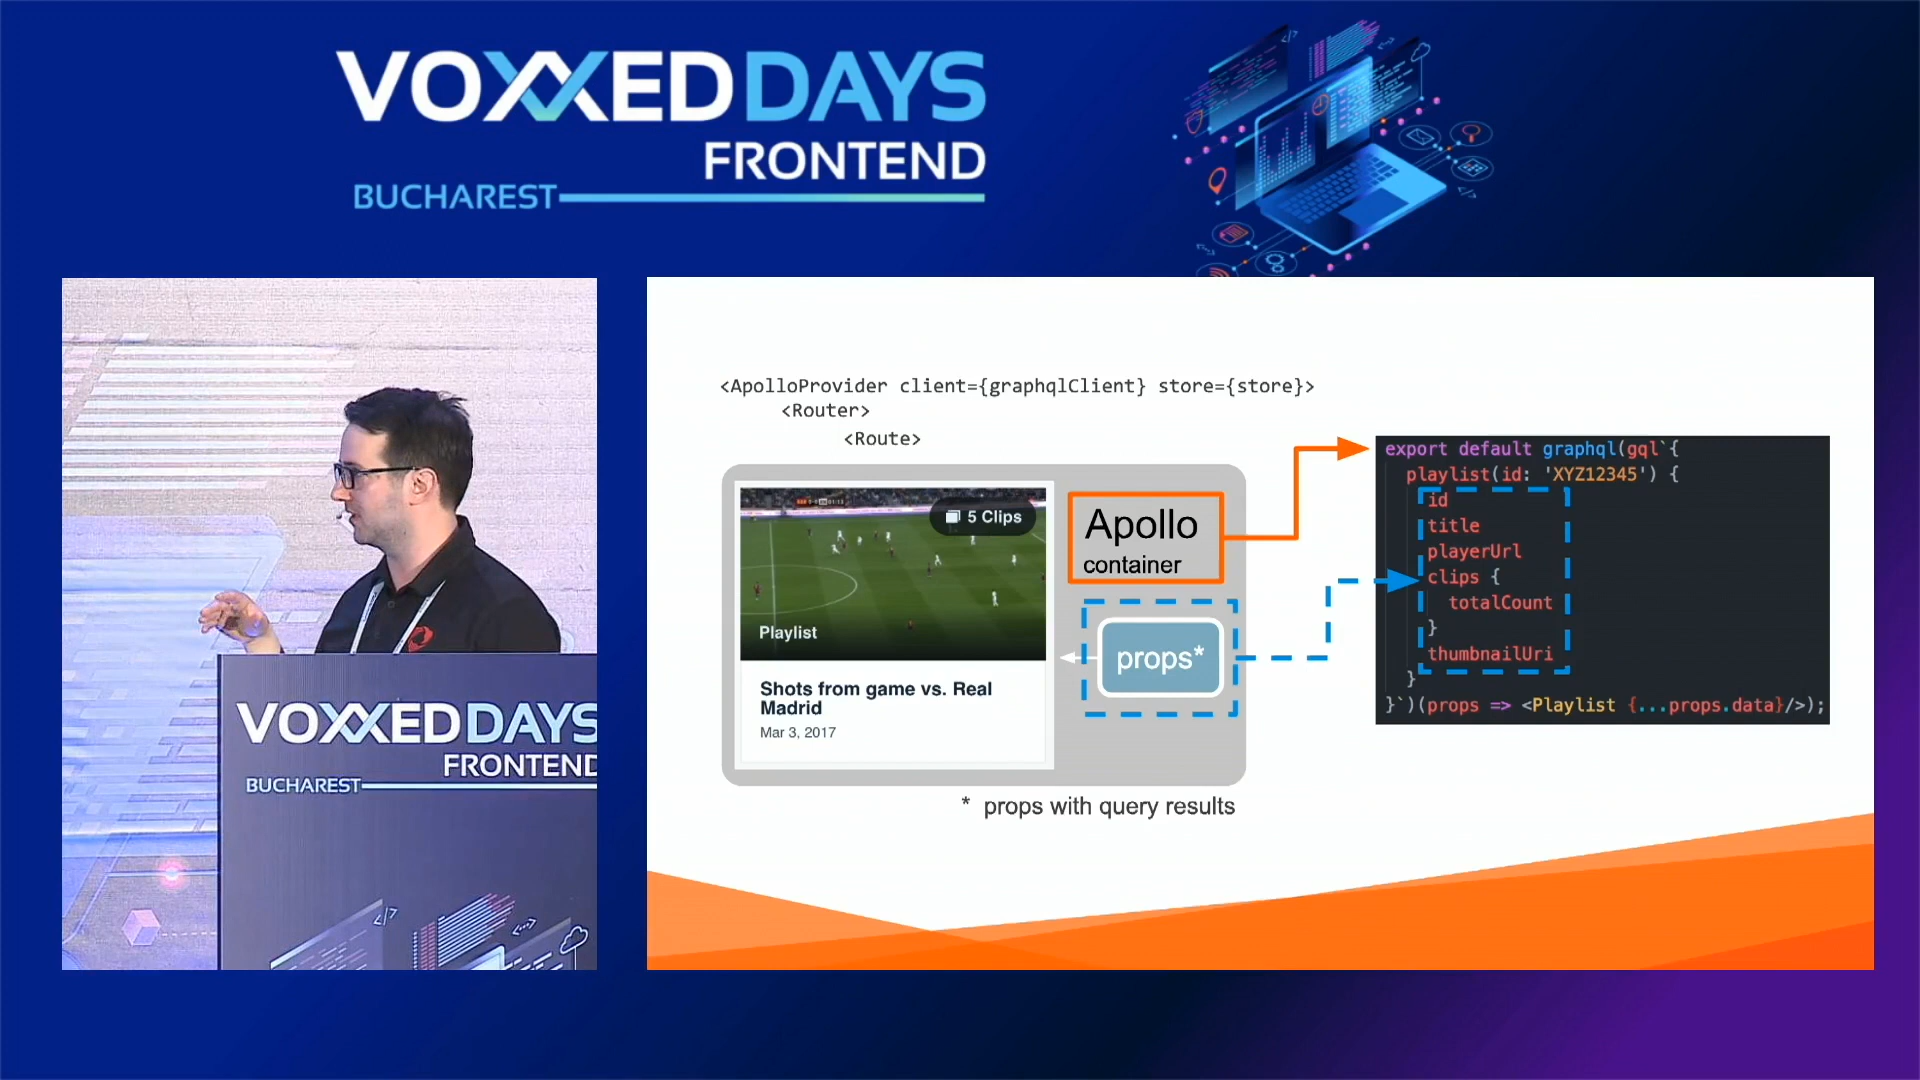 VOXXED DAYS
FRONTEND
BUCHAREST
<ApolloProvider client={graphqlClient} store={store}>
<Router>
<Route>
5 Clips
Playlist
Shots from game vs. Real
Madrid
Mar 3, 2017
Apollo
container
props*
* props with query results
export default graphql(gql`{
playlist(id: 'XYZ12345') {
id
title
playerUrl
clips {
totalCount
}
thumbnailUri
}
}`)(props => <Playlist {...props.data}/>);
VOXXED DAYS
FRONTEND
BUCHAREST